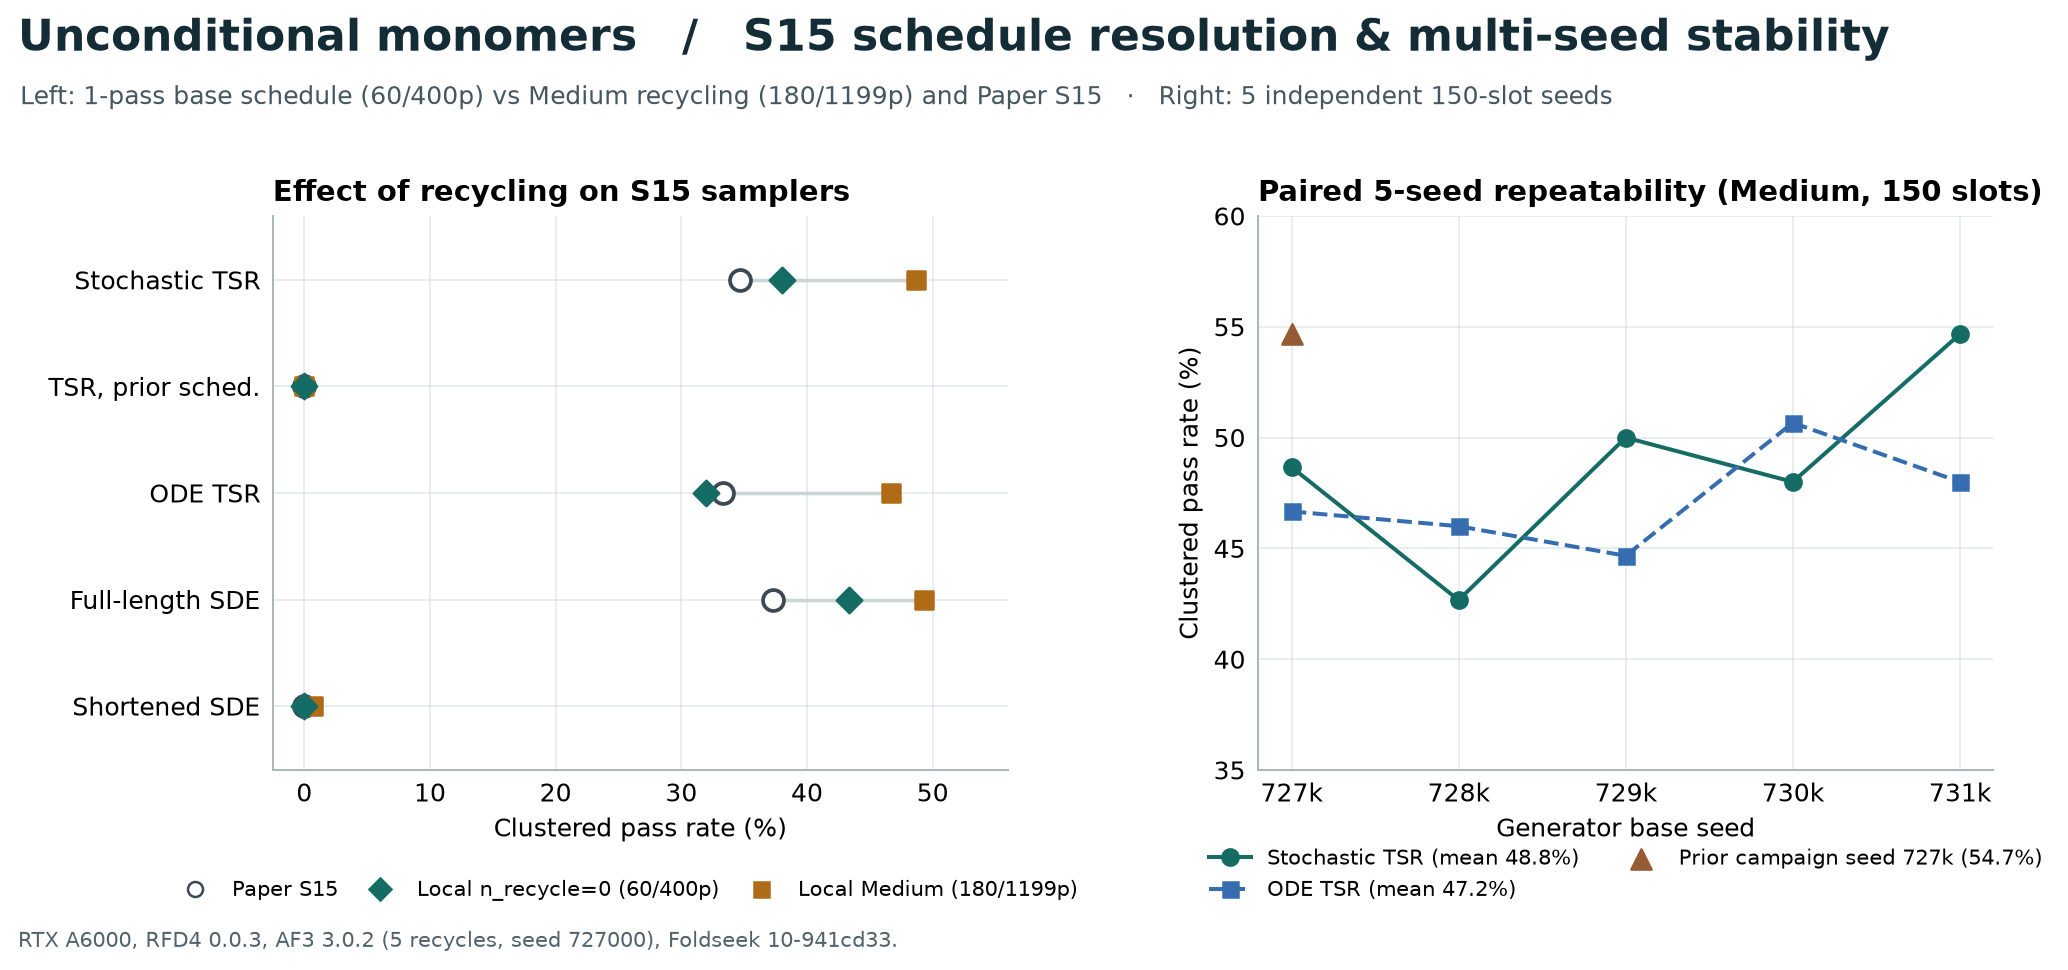 Unconditional monomers / S15 schedule resolution & multi-seed stability
Left: 1-pass base schedule (60/400p) vs Medium recycling (180/1199p) and Paper S15 · Right: 5 independent 150-slot seeds
Effect of recycling on S15 samplers
Stochastic TSR
TSR, prior sched.
ODE TSR
Full-length SDE
Shortened SDE
0 10 20 30 40 50
Clustered pass rate (%)
Paper S15 Local n_recycle=0 (60/400p) Local Medium (180/1199p)
Paired 5-seed repeatability (Medium, 150 slots)
Clustered pass rate (%)
60
55
50
45
40
35
727k 728k 729k 730k 731k
Generator base seed
Stochastic TSR (mean 48.8%) Prior campaign seed 727k (54.7%)
ODE TSR (mean 47.2%)
RTX A6000, RFD4 0.0.3, AF3 3.0.2 (5 recycles, seed 727000), Foldseek 10-941cd33.